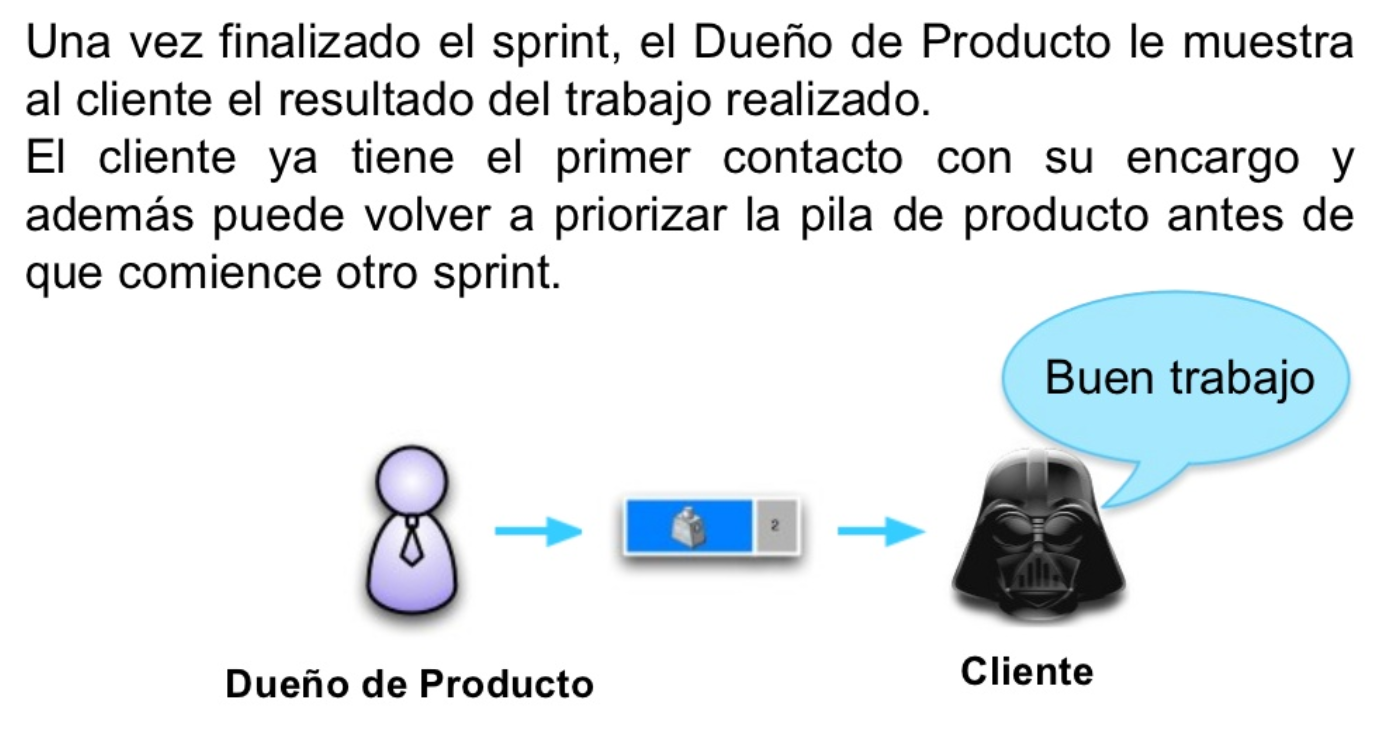 Una vez finalizado el sprint, el Dueño de Producto le muestra
al cliente el resultado del trabajo realizado.
El cliente ya tiene el primer contacto con su encargo y
además puede volver a priorizar la pila de producto antes de
que comience otro sprint.
Buen trabajo
2
Dueño de Producto
Cliente